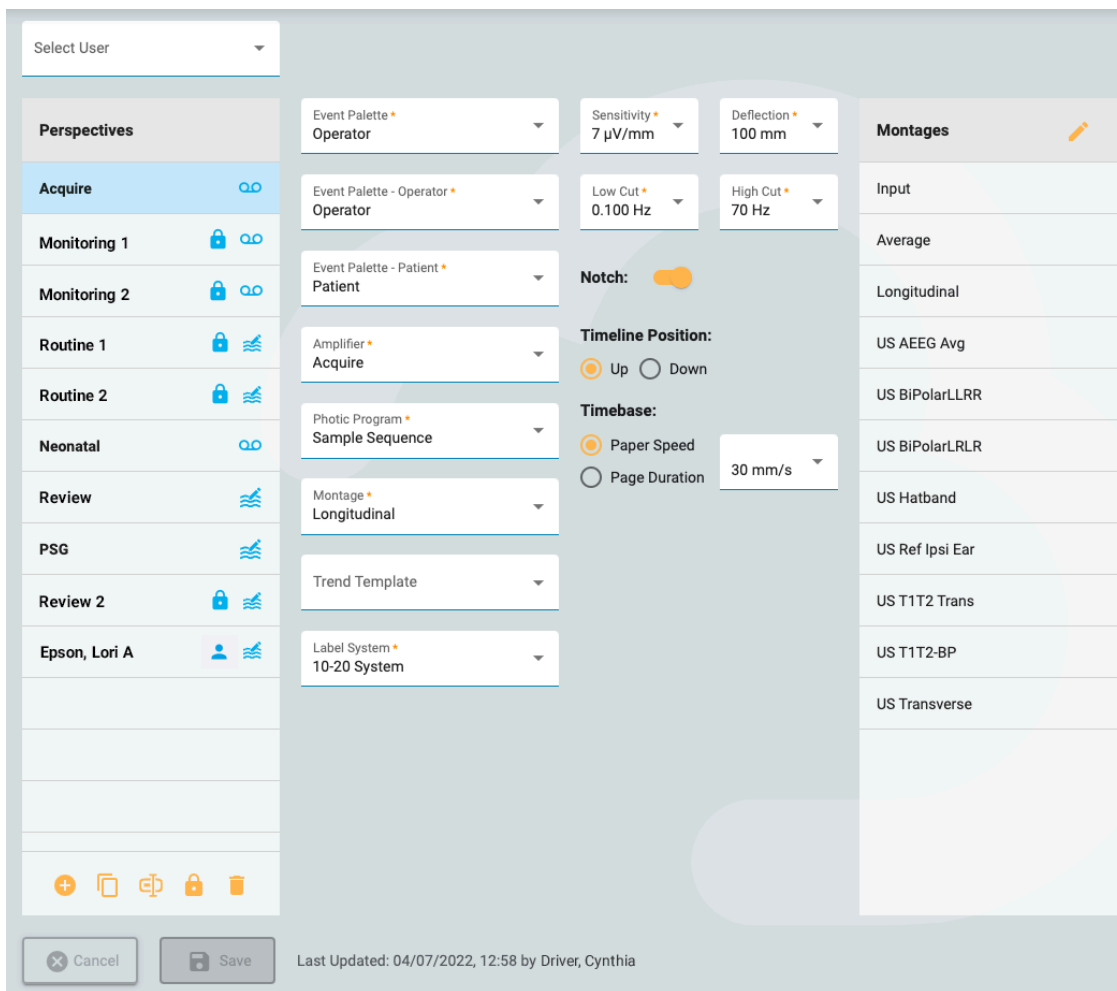 Select User
Perspectives
Acquire
Monitoring 1
Monitoring 2
Routine 1
Routine 2
Neonatal
Review
PSG
Review 2
Epson, Lori A
Event Palette *
Operator
Event Palette - Operator *
Operator
Event Palette - Patient *
Patient
Amplifier *
Acquire
Photic Program *
Sample Sequence
Montage *
Longitudinal
Trend Template
Label System *
10-20 System
Sensitivity *
7 µV/mm
Deflection *
100 mm
Low Cut *
0.100 Hz
High Cut *
70 Hz
Notch:
Timeline Position:
Up Down
Timebase:
Paper Speed
Page Duration
30 mm/s
Montages
Input
Average
Longitudinal
US AEEG Avg
US BiPolarLLRR
US BiPolarLRLR
US Hatband
US Ref Ipsi Ear
US T1T2 Trans
US T1T2-BP
US Transverse
Cancel
Save
Last Updated: 04/07/2022, 12:58 by Driver, Cynthia